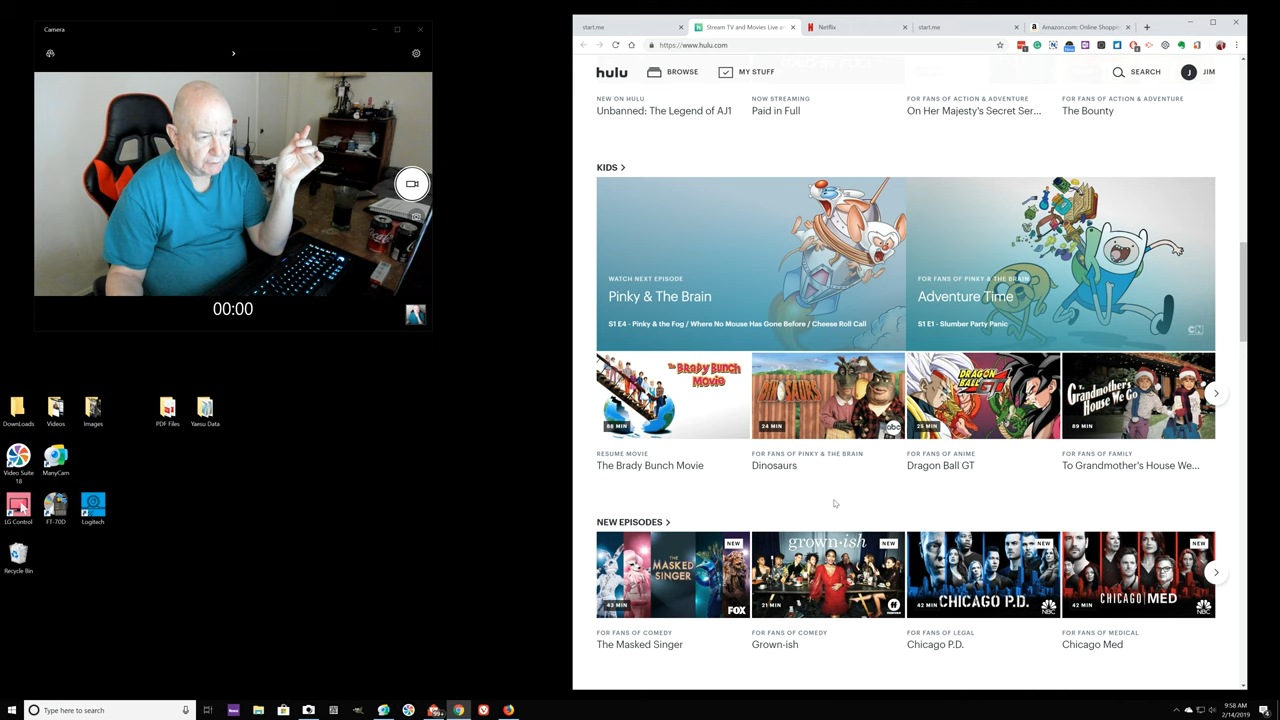 Camera
00:00
DownLoads
Videos
Images
PDF Files
Yaesu Data
Video Suite
18
ManyCam
LG Control
FT-70D
Logitech
Recycle Bin
start.me
Stream TV and Movies Live an
Netflix
start.me
Amazon.com: Online Shoppin
https://www.hulu.com
hulu
BROWSE
MY STUFF
SEARCH
J
JIM
NEW ON HULU
Unbanned: The Legend of AJ1
NOW STREAMING
Paid in Full
FOR FANS OF ACTION & ADVENTURE
On Her Majesty's Secret Ser...
FOR FANS OF ACTION & ADVENTURE
The Bounty
KIDS
WATCH NEXT EPISODE
Pinky & The Brain
S1 E4 - Pinky & the Fog / Where No Mouse Has Gone Before / Cheese Roll Call
FOR FANS OF PINKY & THE BRAIN
Adventure Time
S1 E1 - Slumber Party Panic
CN
THE BRADY BUNCH
MOVIE
88 MIN
DINOSAURS
24 MIN
abc
DRAGON BALL GT
25 MIN
To
GRANDMOTHER'S
HOUSE WE GO
89 MIN
RESUME MOVIE
The Brady Bunch Movie
FOR FANS OF PINKY & THE BRAIN
Dinosaurs
FOR FANS OF ANIME
Dragon Ball GT
FOR FANS OF FAMILY
To Grandmother's House We...
NEW EPISODES
THE
MASKED
SINGER
NEW
43 MIN
FOX
grown·ish
NEW
21 MIN
NEW
42 MIN
CHICAGO P.D.
NBC
NEW
42 MIN
CHICAGO MED
NBC
FOR FANS OF COMEDY
The Masked Singer
FOR FANS OF COMEDY
Grown-ish
FOR FANS OF LEGAL
Chicago P.D.
FOR FANS OF MEDICAL
Chicago Med
Type here to search
99+
9:58 AM
2/14/2019